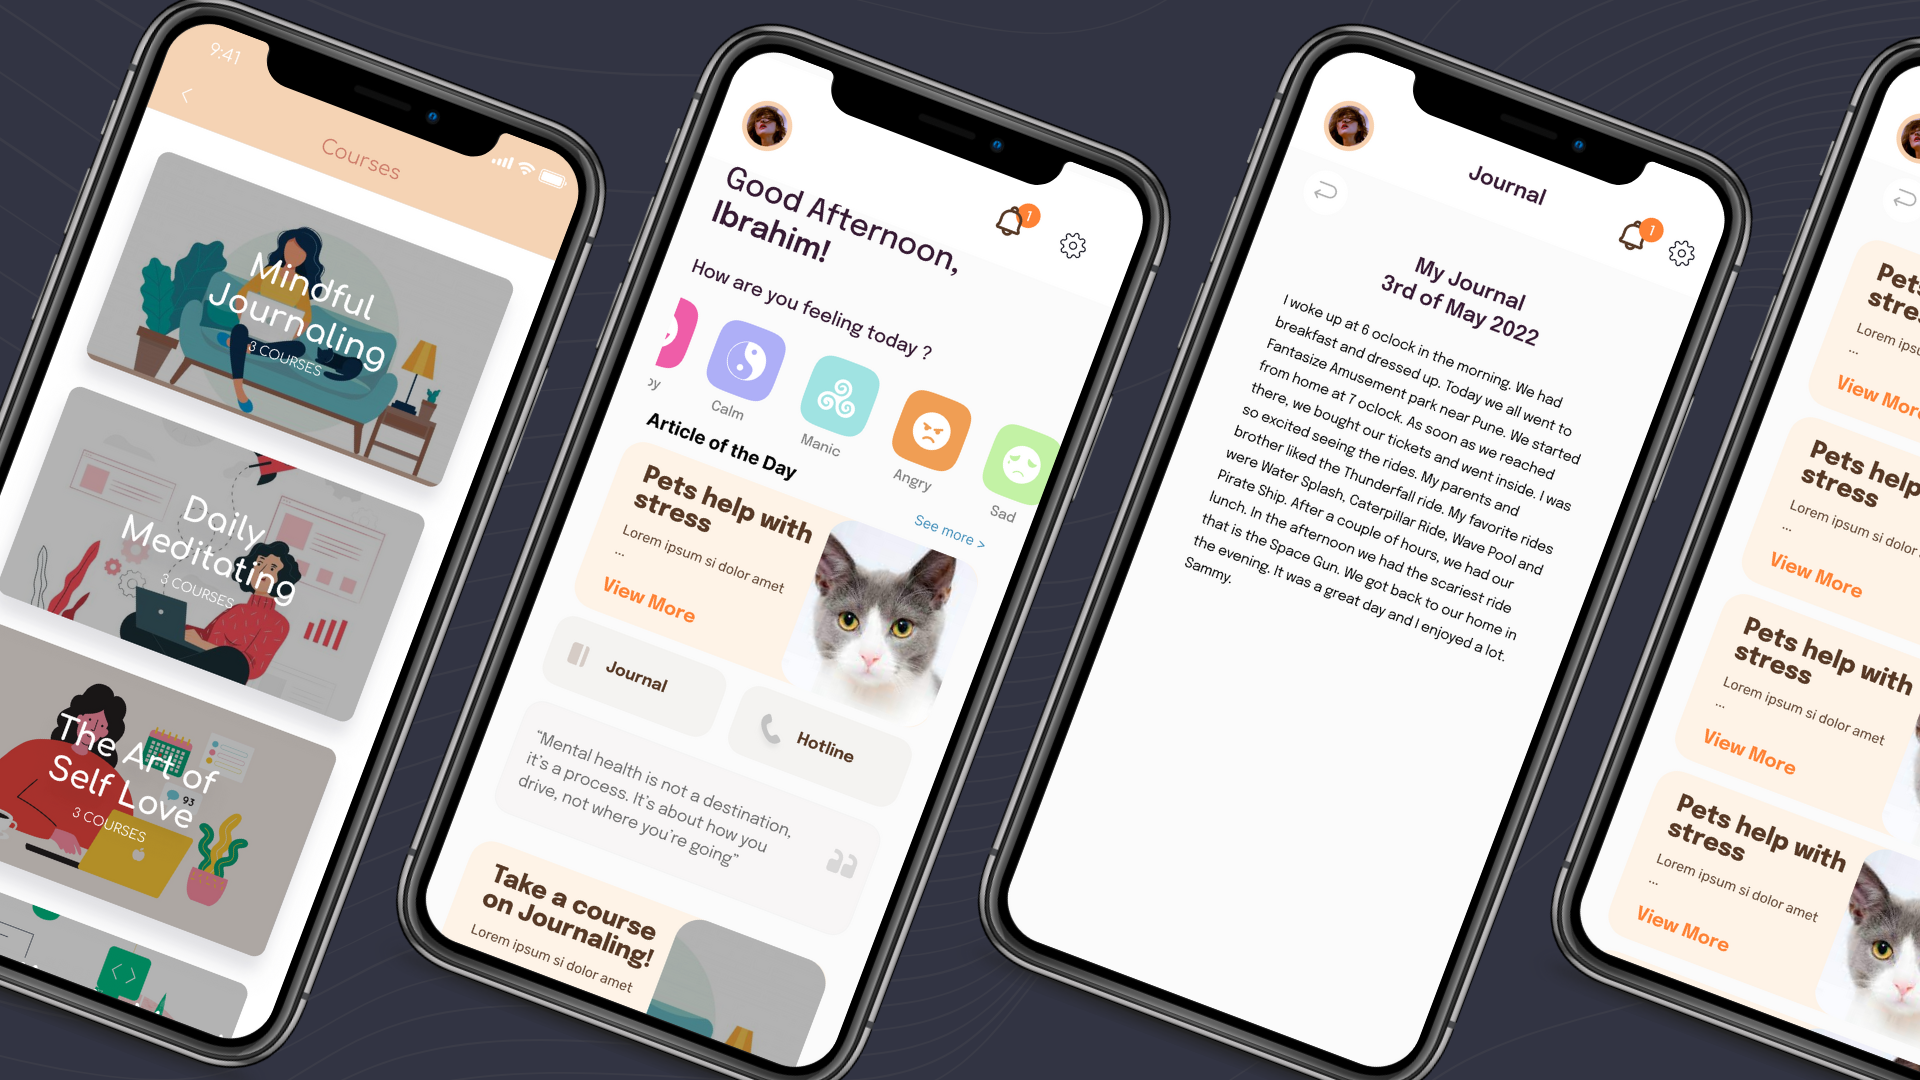 9:41
Courses
Mindful
Journaling
3 COURSES
Daily
Meditating
3 COURSES
The Art of
Self Love
3 COURSES
93
Good Afternoon,
Ibrahim!
1
How are you feeling today ?
Calm
Manic
Angry
Sad
Article of the Day
See more >
Pets help with
stress
Lorem ipsum si dolor amet
...
View More
Journal
Hotline
“Mental health is not a destination,
it's a process. It's about how you
drive, not where you're going”
Take a course
on Journaling!
Lorem ipsum si dolor amet
Journal
1
My Journal
3rd of May 2022
I woke up at 6 oclock in the morning. We had
breakfast and dressed up. Today we all went to
Fantasize Amusement park near Pune. We started
from home at 7 oclock. As soon as we reached
there, we bought our tickets and went inside. I was
so excited seeing the rides. My parents and
brother liked the Thunderfall ride. My favorite rides
were Water Splash, Caterpillar Ride, Wave Pool and
Pirate Ship. After a couple of hours, we had our
lunch. In the afternoon we had the scariest ride
that is the Space Gun. We got back to our home in
the evening. It was a great day and I enjoyed a lot.
Sammy.
Pets
stress
Lorem ipsu
...
View More
Pets help
stress
Lorem ipsum si dolor
...
View More
Pets help with
stress
Lorem ipsum si dolor amet
...
View More
Pets help with
stress
Lorem ipsum si dolor amet
...
View More